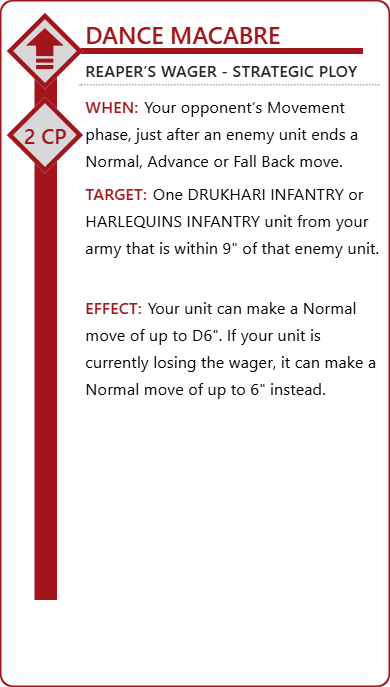 DANCE MACABRE
REAPER’S WAGER - STRATEGIC PLOY
WHEN: Your opponent’s Movement
phase, just after an enemy unit ends a
2 CP
Normal, Advance or Fall Back move.
TARGET: One DRUKHARI INFANTRY or
HARLEQUINS INFANTRY unit from your
army that is within 9" of that enemy unit.
EFFECT: Your unit can make a Normal
move of up to D6". If your unit is
currently losing the wager, it can make a
Normal move of up to 6" instead.